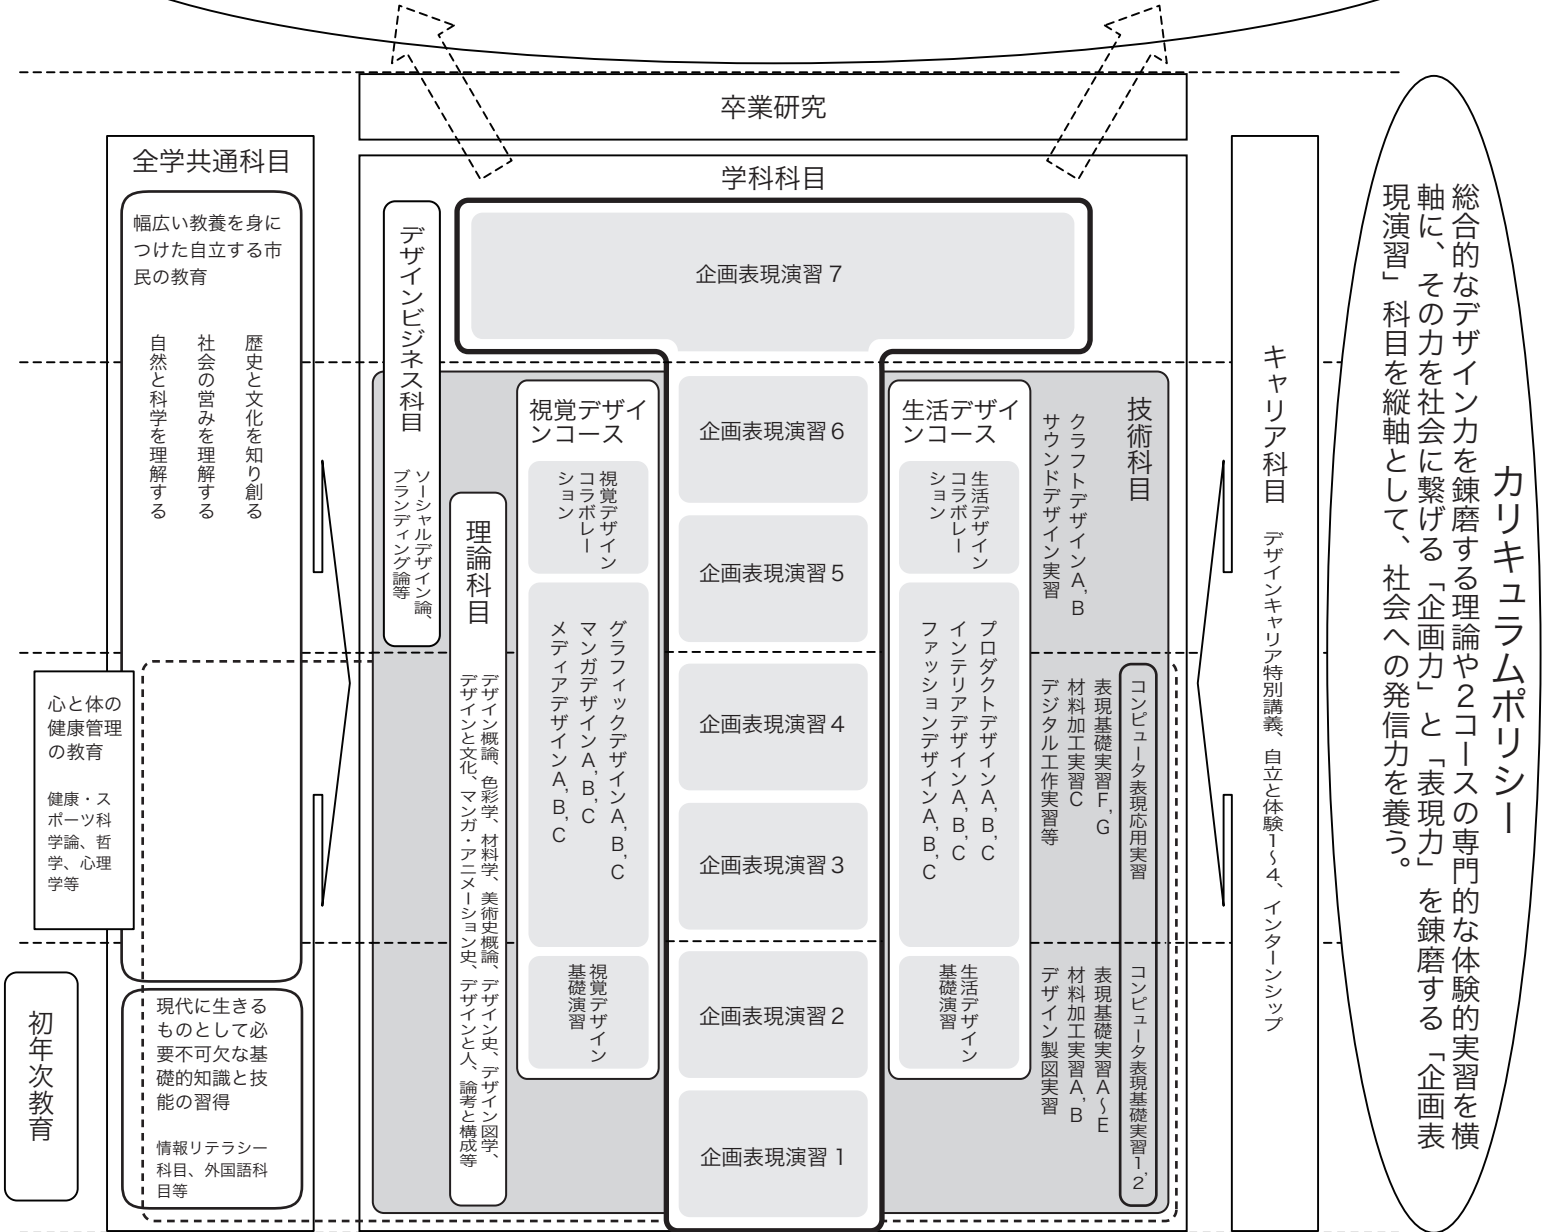 卒業研究
全学共通科目
幅広い教養を身に
つけた自立する市
民の教育
歴史と文化を知り創る
社会の営みを理解する
自然と科学を理解する
心と体の
健康管理
の教育
健康・ス
ポーツ科
学論、哲
学、心理
学等
現代に生きる
ものとして必
要不可欠な基
礎的知識と技
能の習得
情報リテラシー
科目、外国語科
目等
初年次教育
学科科目
デザインビジネス科目
ソーシャルデザイン論、
ブランディング論等
理論科目
デザイン概論、色彩学、材料学、美術史概論、デザイン史、デザイン図学、
デザインと文化、マンガ・アニメーション史、デザインと人、論考と構成等
視覚デザイ
ンコース
視覚デザイン
コラボレー
ション
グラフィックデザインA, B, C
マンガデザインA, B, C
メディアデザインA, B, C
視覚デザイン
基礎演習
企画表現演習7
企画表現演習6
企画表現演習5
企画表現演習4
企画表現演習3
企画表現演習2
企画表現演習1
生活デザイ
ンコース
生活デザイン
コラボレー
ション
プロダクトデザインA, B, C
インテリアデザインA, B, C
ファッションデザインA, B, C
生活デザイン
基礎演習
技術科目
クラフトデザインA, B
サウンドデザイン実習
コンピュータ表現応用実習
表現基礎実習F, G
材料加工実習C
デジタル工作実習等
コンピュータ表現基礎実習1, 2
表現基礎実習A〜E
材料加工実習A, B
デザイン製図実習
キャリア科目 デザインキャリア特別講義、自立と体験1〜4、インターンシップ
カリキュラムポリシー
総合的なデザイン力を錬磨する理論や2コースの専門的な体験的実習を横
軸に、その力を社会に繋げる「企画力」と「表現力」を錬磨する「企画表
現演習」科目を縦軸として、社会への発信力を養う。